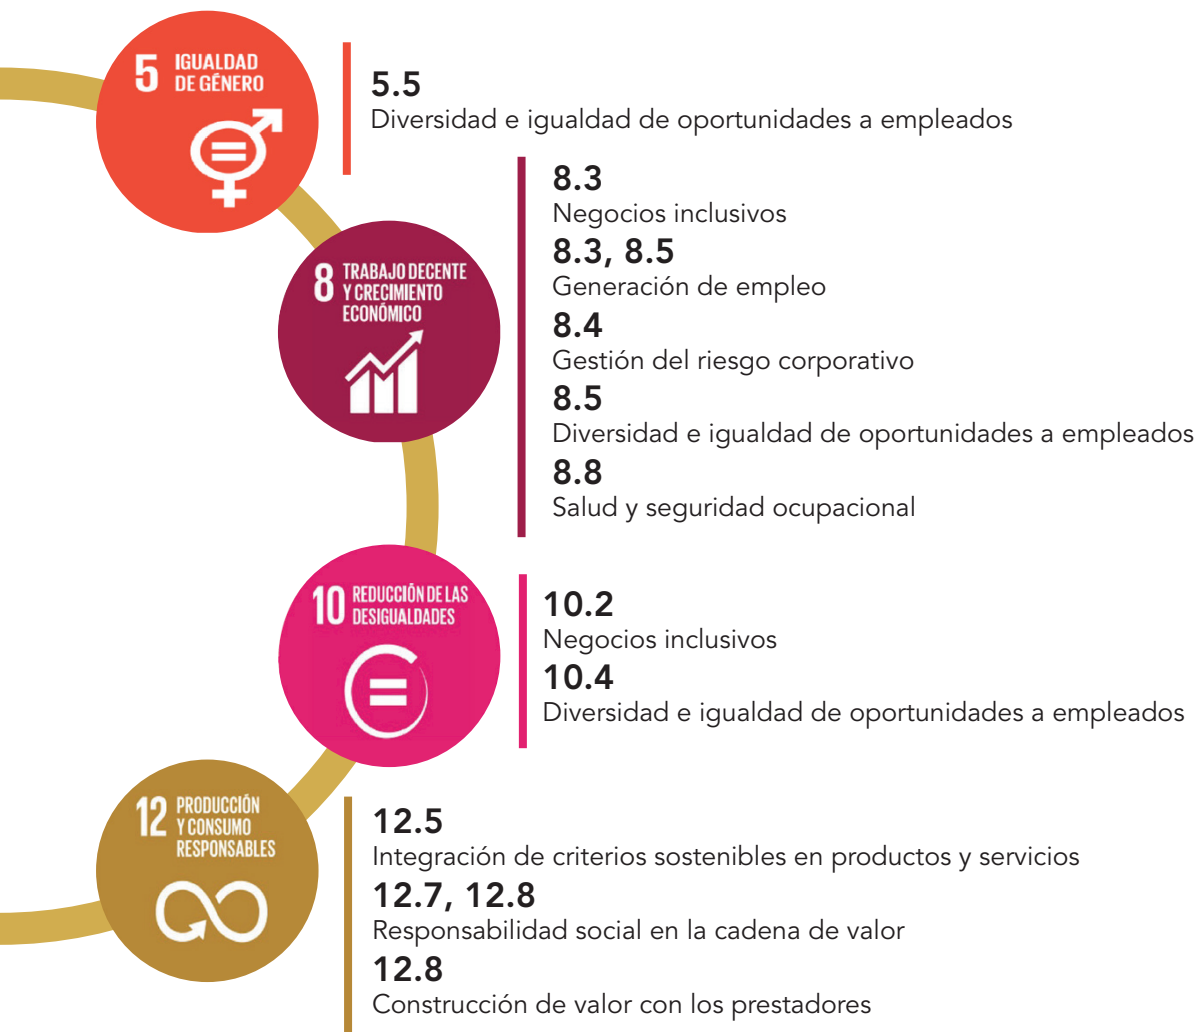 5 IGUALDAD
DE GÉNERO
5.5
Diversidad e igualdad de oportunidades a empleados
8 TRABAJO DECENTE
Y CRECIMIENTO
ECONÓMICO
8.3
Negocios inclusivos
8.3, 8.5
Generación de empleo
8.4
Gestión del riesgo corporativo
8.5
Diversidad e igualdad de oportunidades a empleados
8.8
Salud y seguridad ocupacional
10 REDUCCIÓN DE LAS
DESIGUALDADES
10.2
Negocios inclusivos
10.4
Diversidad e igualdad de oportunidades a empleados
12 PRODUCCIÓN
Y CONSUMO
RESPONSABLES
12.5
Integración de criterios sostenibles en productos y servicios
12.7, 12.8
Responsabilidad social en la cadena de valor
12.8
Construcción de valor con los prestadores